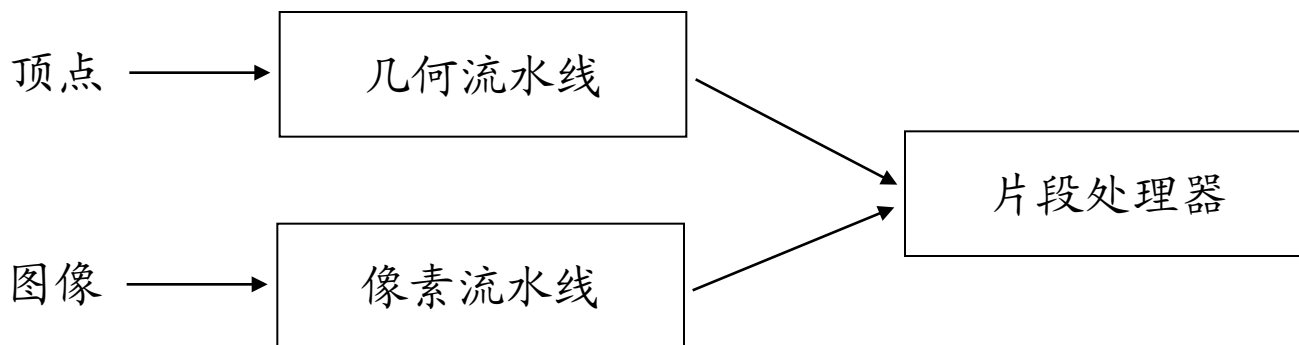 顶点
几何流水线
片段处理器
图像
像素流水线